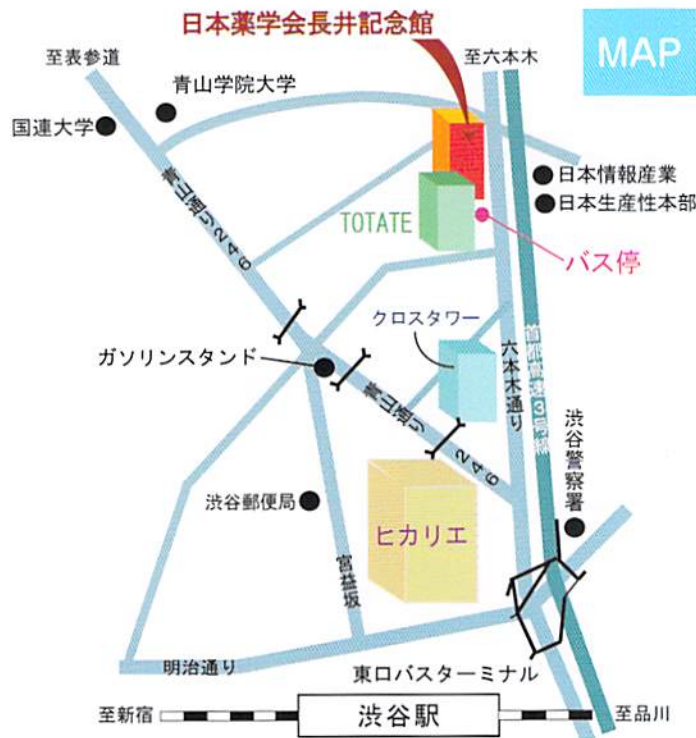 日本薬学会長井記念館
至表参道
至六本木
MAP
青山学院大学
国連大学
日本情報産業
日本生産性本部
青山通り246
TOTATE
バス停
クロスタワー
ガソリンスタンド
青山通り
246
六本木通り
首都高速3号線
渋谷警察署
渋谷郵便局
ヒカリエ
宮益坂
明治通り
東口バスターミナル
至新宿
渋谷駅
至品川